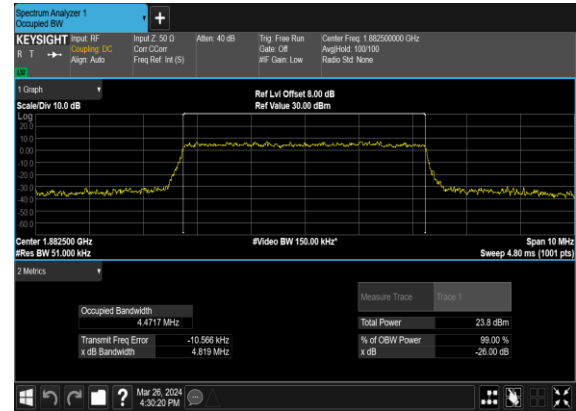 Spectrum Analyzer 1
Occupied BW
+
KEYSIGHT Input: RF Input Z: 50 Ω Atten: 40 dB Trig: Free Run Center Freq: 1.882500000 GHz
R T Coupling: DC Corr CCorr Gate: Off Avg|Hold: 100/100
Align: Auto Freq Ref: Int (S) #IF Gain: Low Radio Std: None
LW
1 Graph
Ref Lvl Offset 8.00 dB
Scale/Div 10.0 dB Ref Value 30.00 dBm
Log
20.0
10.0
0.00
-10.0
-20.0
-30.0
-40.0
-50.0
-60.0
Center 1.882500 GHz #Video BW 150.00 kHz* Span 10 MHz
#Res BW 51.000 kHz Sweep 4.80 ms (1001 pts)
2 Metrics
Measure Trace Trace 1
Occupied Bandwidth
4.4717 MHz Total Power 23.8 dBm
Transmit Freq Error -10.566 kHz % of OBW Power 99.00 %
x dB Bandwidth 4.819 MHz x dB -26.00 dB
?
Mar 26, 2024
4:30:20 PM